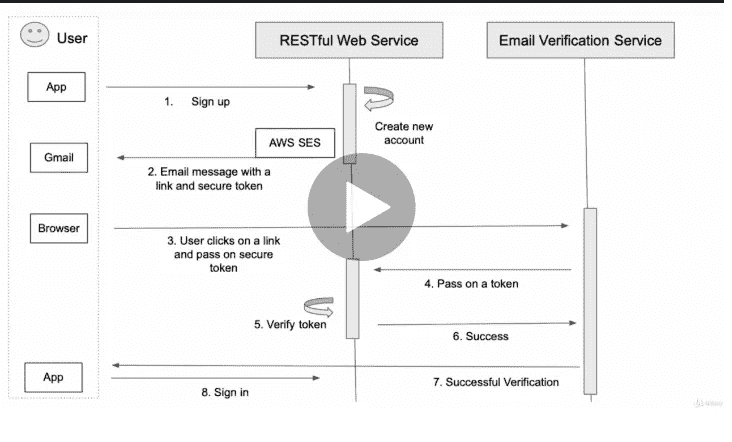 User
RESTful Web Service
Email Verification Service
App
1. Sign up
Create new
account
AWS SES
Gmail
2. Email message with a
link and secure token
Browser
3. User clicks on a link
and pass on secure
token
4. Pass on a token
5. Verify token
6. Success
App
7. Successful Verification
8. Sign in